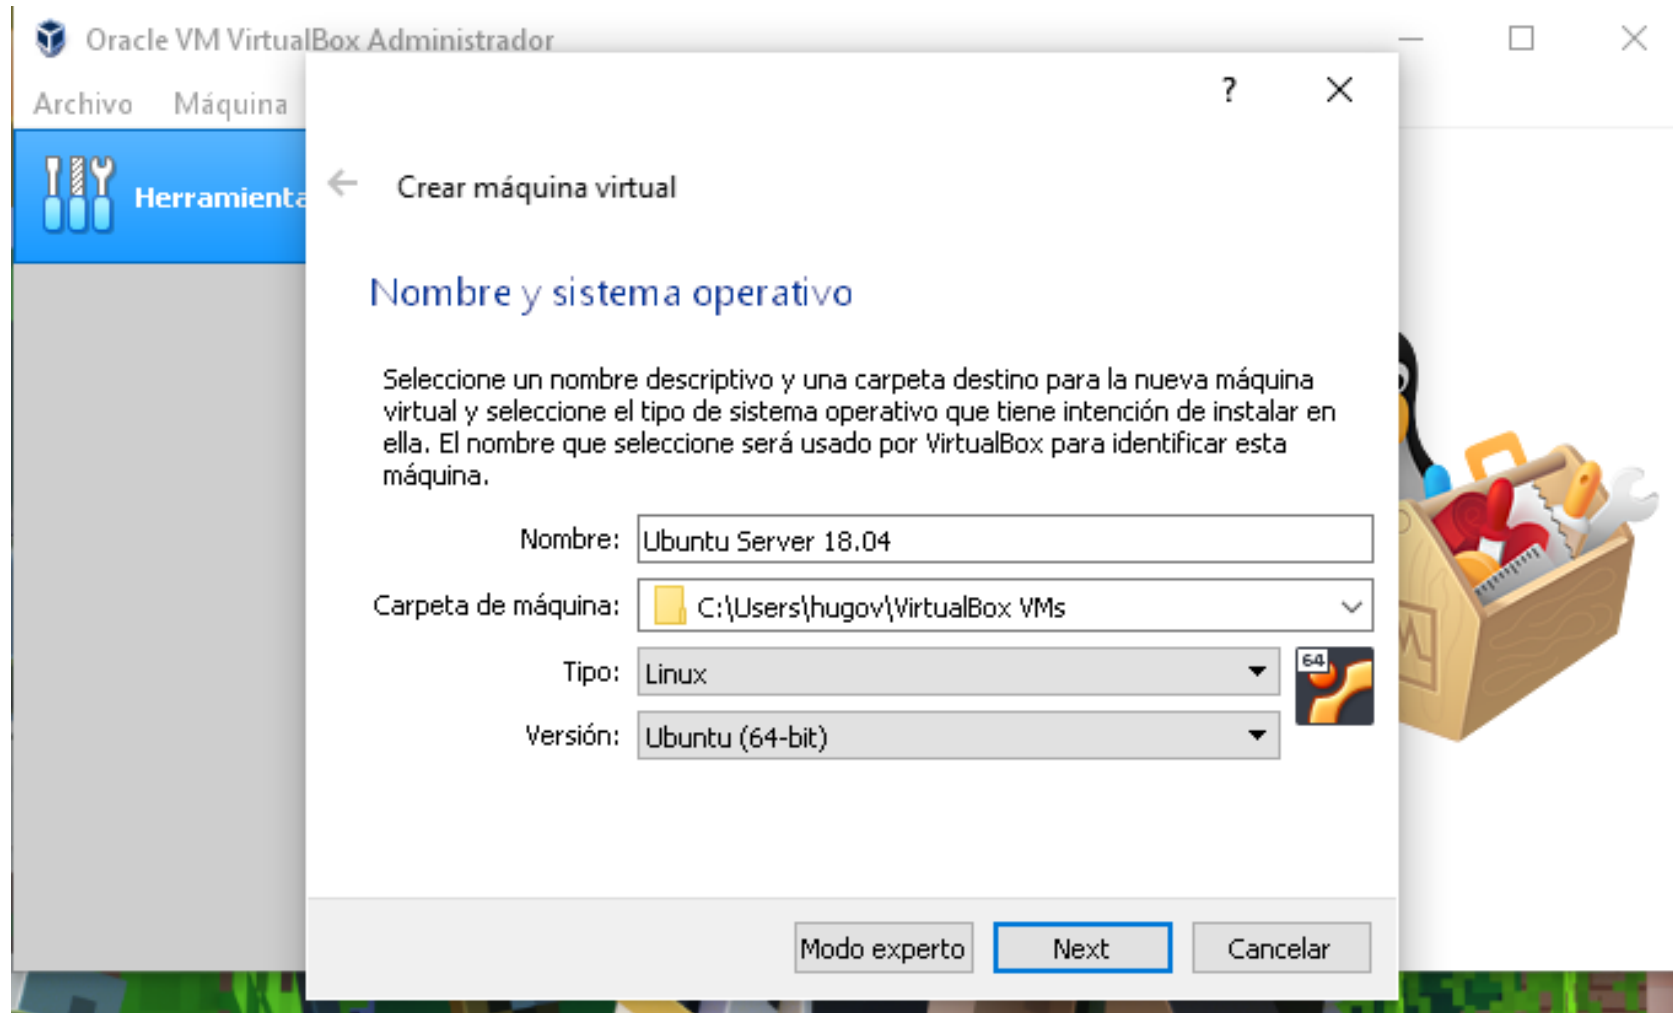 Oracle VM VirtualBox Administrador
Archivo Máquina
?
Herramienta
Crear máquina virtual
Nombre y sistema operativo
Seleccione un nombre descriptivo y una carpeta destino para la nueva máquina
virtual y seleccione el tipo de sistema operativo que tiene intención de instalar en
ella. El nombre que seleccione será usado por VirtualBox para identificar esta
máquina.
Nombre: Ubuntu Server 18.04
Carpeta de máquina: C:\Users\hugov\VirtualBox VMs
Tipo: Linux
64
Versión: Ubuntu (64-bit)
Modo experto Next Cancelar